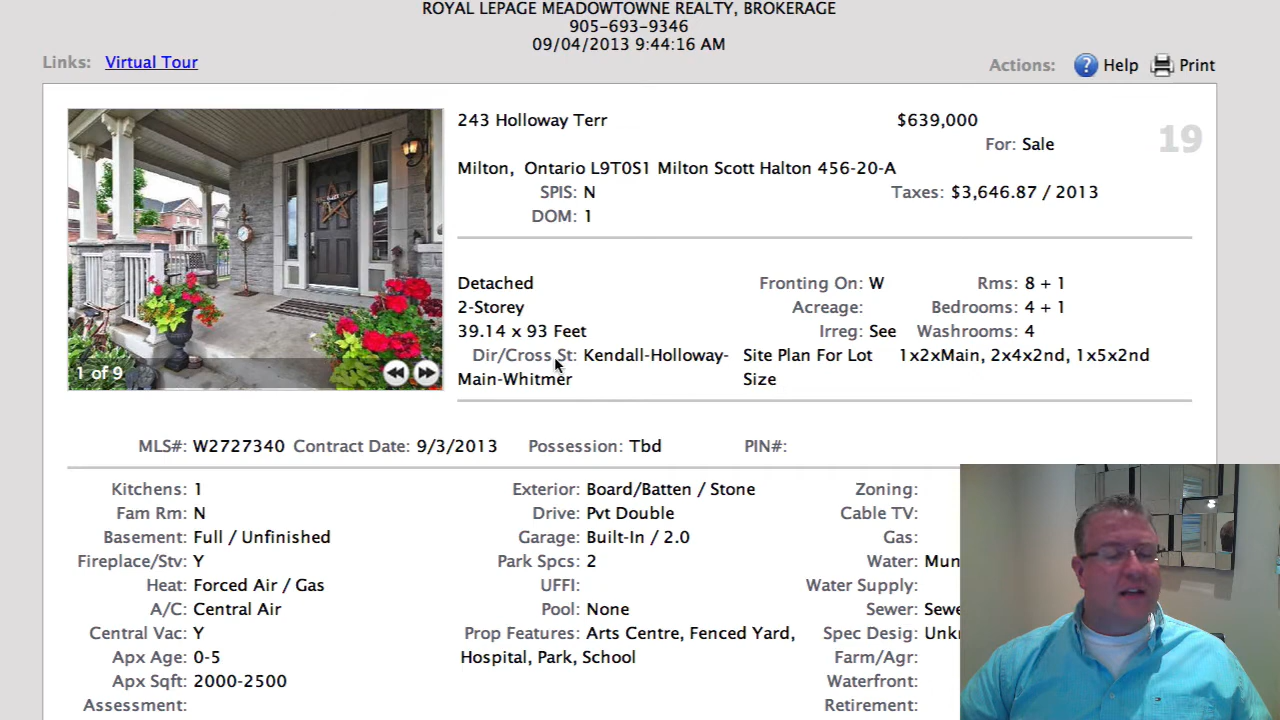 ROYAL LEPAGE MEADOWTOWNE REALTY, BROKERAGE
905-693-9346
09/04/2013 9:44:16 AM
Links: Virtual Tour
Actions: ? Help Print
243 Holloway Terr $639,000
For: Sale
19
Milton, Ontario L9T0S1 Milton Scott Halton 456-20-A
SPIS: N Taxes: $3,646.87 / 2013
DOM: 1
Detached Fronting On: W Rms: 8 + 1
2-Storey Acreage: Bedrooms: 4 + 1
39.14 x 93 Feet Irreg: See Washrooms: 4
Dir/Cross St: Kendall-Holloway- Site Plan For Lot 1x2xMain, 2x4x2nd, 1x5x2nd
Main-Whitmer Size
1 of 9
MLS#: W2727340 Contract Date: 9/3/2013 Possession: Tbd PIN#:
Kitchens: 1 Exterior: Board/Batten / Stone Zoning:
Fam Rm: N Drive: Pvt Double Cable TV:
Basement: Full / Unfinished Garage: Built-In / 2.0 Gas:
Fireplace/Stv: Y Park Spcs: 2 Water: Mun
Heat: Forced Air / Gas UFFI: Water Supply:
A/C: Central Air Pool: None Sewer: Sewe
Central Vac: Y Prop Features: Arts Centre, Fenced Yard, Spec Desig: Unk
Apx Age: 0-5 Hospital, Park, School Farm/Agr:
Apx Sqft: 2000-2500 Waterfront:
Assessment: Retirement: